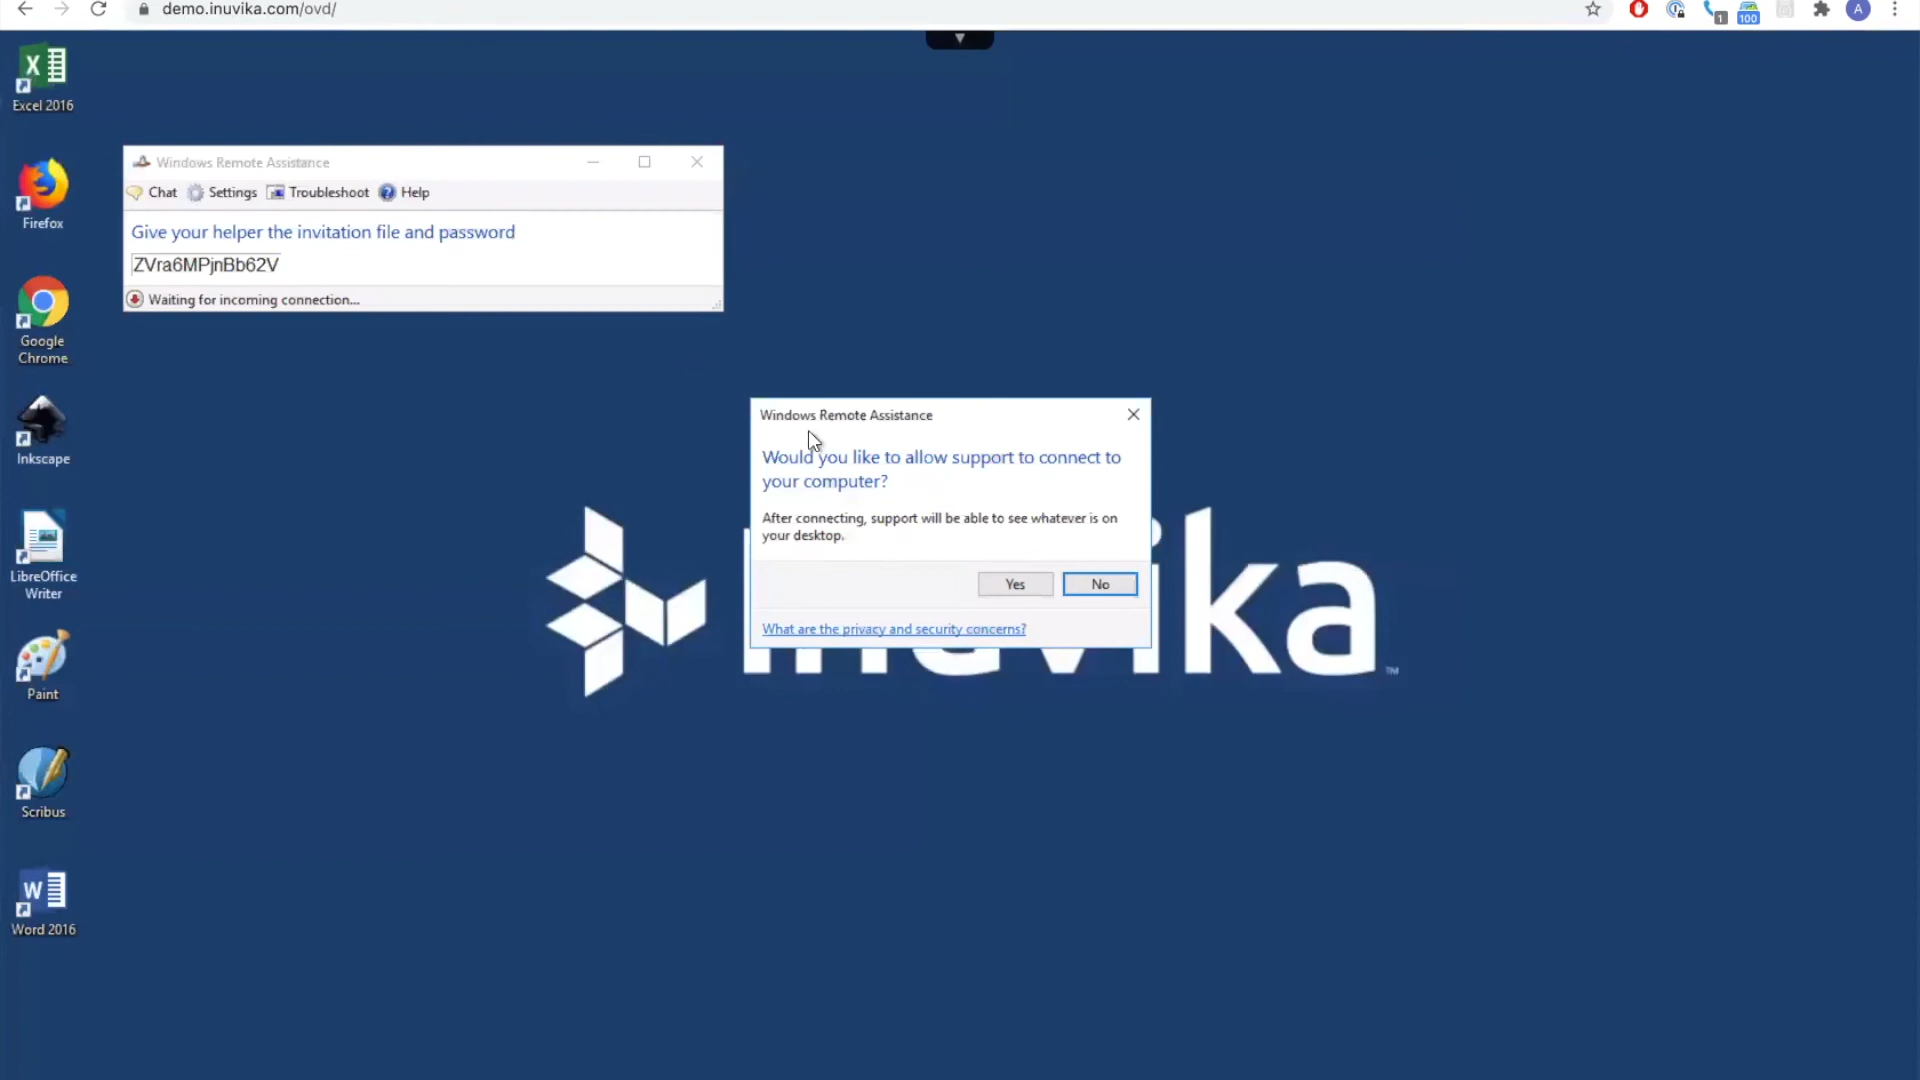 demo.inuvika.com/ovd/
1
100
A
Excel 2016
Firefox
Google
Chrome
Inkscape
LibreOffice
Writer
Paint
Scribus
Word 2016
Windows Remote Assistance
Chat Settings Troubleshoot Help
Give your helper the invitation file and password
ZVra6MPjnBb62V
Waiting for incoming connection...
Windows Remote Assistance
Would you like to allow support to connect to
your computer?
After connecting, support will be able to see whatever is on
your desktop.
Yes No
What are the privacy and security concerns?
inuvika™